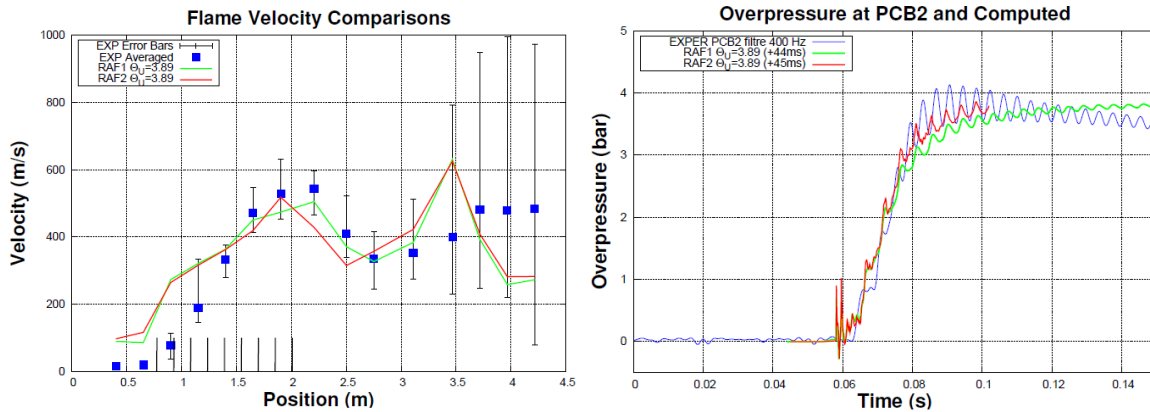 Flame Velocity Comparisons
EXP Error Bars
EXP Averaged
RAF1 Θ_U=3.89
RAF2 Θ_U=3.89
1000
800
600
400
200
0
Velocity (m/s)
0 0.5 1 1.5 2 2.5 3 3.5 4 4.5
Position (m)
Overpressure at PCB2 and Computed
EXPER PCB2 filtre 400 Hz
RAF1 Θ_U=3.89 (+44ms)
RAF2 Θ_U=3.89 (+45ms)
5
4
3
2
1
0
Overpressure (bar)
0 0.02 0.04 0.06 0.08 0.1 0.12 0.14
Time (s)